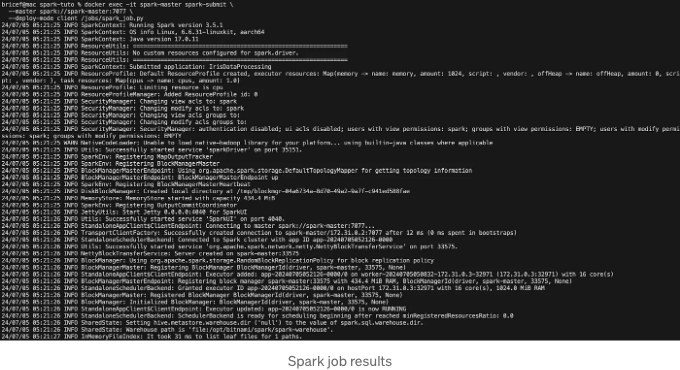 bricef@mac spark-tuto % docker exec -it spark-master spark-submit \
--master spark://spark-master:7077 \
--deploy-mode client /jobs/spark_job.py
24/07/05 05:21:25 INFO SparkContext: Running Spark version 3.5.1
24/07/05 05:21:25 INFO SparkContext: OS info Linux, 6.6.31-linuxkit, aarch64
24/07/05 05:21:25 INFO SparkContext: Java version 17.0.11
24/07/05 05:21:25 INFO ResourceUtils: ==============================================================
24/07/05 05:21:25 INFO ResourceUtils: No custom resources configured for spark.driver.
24/07/05 05:21:25 INFO ResourceUtils: ==============================================================
24/07/05 05:21:25 INFO SparkContext: Submitted application: IrisDataProcessing
24/07/05 05:21:25 INFO ResourceProfile: Default ResourceProfile created, executor resources: Map(memory -> name: memory, amount: 1024, script: , vendor: , offHeap -> name: offHeap, amount: 0, scri
pt: , vendor: ), task resources: Map(cpus -> name: cpus, amount: 1.0)
24/07/05 05:21:25 INFO ResourceProfile: Limiting resource is cpu
24/07/05 05:21:25 INFO ResourceProfileManager: Added ResourceProfile id: 0
24/07/05 05:21:25 INFO SecurityManager: Changing view acls to: spark
24/07/05 05:21:25 INFO SecurityManager: Changing modify acls to: spark
24/07/05 05:21:25 INFO SecurityManager: Changing view acls groups to:
24/07/05 05:21:25 INFO SecurityManager: Changing modify acls groups to:
24/07/05 05:21:25 INFO SecurityManager: SecurityManager: authentication disabled; ui acls disabled; users with view permissions: spark; groups with view permissions: EMPTY; users with modify permi
ssions: spark; groups with modify permissions: EMPTY
24/07/05 05:21:25 WARN NativeCodeLoader: Unable to load native-hadoop library for your platform... using builtin-java classes where applicable
24/07/05 05:21:25 INFO Utils: Successfully started service 'sparkDriver' on port
24/07/05 05:21:25 INFO SparkEnv: Registering MapOutputTracker
24/07/05 05:21:25 INFO SparkEnv: Registering BlockManagerMaster
24/07/05 05:21:25 INFO BlockManagerMasterEndpoint: Using org.apache.spark.storage.DefaultTopologyMapper for getting topology information
24/07/05 05:21:25 INFO BlockManagerMasterEndpoint: BlockManagerMasterEndpoint up
24/07/05 05:21:25 INFO SparkEnv: Registering BlockManagerMasterHeartbeat
24/07/05 05:21:25 INFO DiskBlockManager: Created local directory at
24/07/05 05:21:25 INFO MemoryStore: MemoryStore started with capacity 434.4 MiB
24/07/05 05:21:25 INFO SparkEnv: Registering OutputCommitCoordinator
24/07/05 05:21:26 INFO JettyUtils: Start Jetty 0.0.0.0:4040 for SparkUI
24/07/05 05:21:26 INFO Utils: Successfully started service 'SparkUI' on port 4040.
24/07/05 05:21:26 INFO StandaloneAppClient$ClientEndpoint: Connecting to master spark://spark-master:7077...
24/07/05 05:21:26 INFO TransportClientFactory: Successfully created connection to spark-master/172.31.0.2:7077 after 12 ms (0 ms spent in bootstraps)
24/07/05 05:21:26 INFO StandaloneSchedulerBackend: Connected to Spark cluster with app ID app-20240705052126-0000
24/07/05 05:21:26 INFO Utils: Successfully started service 'org.apache.spark.network.netty.NettyBlockTransferService' on port 33575.
24/07/05 05:21:26 INFO NettyBlockTransferService: Server created on spark-master:33575
24/07/05 05:21:26 INFO BlockManager: Using org.apache.spark.storage.RandomBlockReplicationPolicy for block replication policy
24/07/05 05:21:26 INFO BlockManagerMaster: Registering BlockManager BlockManagerId(driver, spark-master, 33575, None)
24/07/05 05:21:26 INFO StandaloneAppClient$ClientEndpoint: Executor added: app-20240705052126-0000/0 on worker-20240705050832-172.31.0.3-32971 (172.31.0.3:32971) with 16 core(s)
24/07/05 05:21:26 INFO BlockManagerMasterEndpoint: Registering block manager spark-master:33575 with 434.4 MiB RAM, BlockManagerId(driver, spark-master, 33575, None)
24/07/05 05:21:26 INFO StandaloneSchedulerBackend: Granted executor ID app-20240705052126-0000/0 on hostPort 172.31.0.3:32971 with 16 core(s), 1024.0 MiB RAM
24/07/05 05:21:26 INFO BlockManagerMaster: Registered BlockManager BlockManagerId(driver, spark-master, 33575, None)
24/07/05 05:21:26 INFO BlockManager: Initialized BlockManager: BlockManagerId(driver, spark-master, 33575, None)
24/07/05 05:21:26 INFO StandaloneAppClient$ClientEndpoint: Executor updated: app-20240705052126-0000/0 is now RUNNING
24/07/05 05:21:26 INFO StandaloneSchedulerBackend: SchedulerBackend is ready for scheduling beginning after reached minRegisteredResourcesRatio: 0.0
24/07/05 05:21:26 INFO SharedState: Setting hive.metastore.warehouse.dir ('null') to the value of spark.sql.warehouse.dir.
24/07/05 05:21:26 INFO SharedState: Warehouse path is 'file:/opt/bitnami/spark/spark-warehouse'.
24/07/05 05:21:27 INFO InMemoryFileIndex: It took 31 ms to list leaf files for 1 paths.
Spark job results